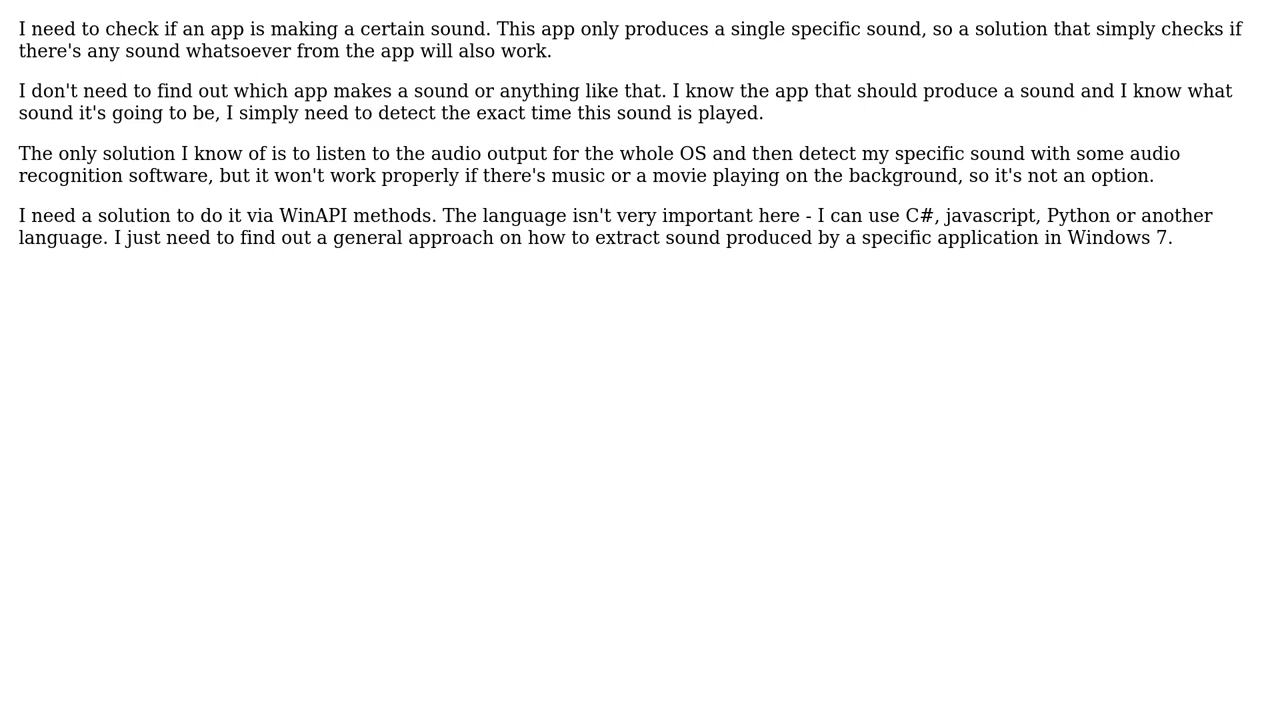 I need to check if an app is making a certain sound. This app only produces a single specific sound, so a solution that simply checks if
there's any sound whatsoever from the app will also work.
I don't need to find out which app makes a sound or anything like that. I know the app that should produce a sound and I know what
sound it's going to be, I simply need to detect the exact time this sound is played.
The only solution I know of is to listen to the audio output for the whole OS and then detect my specific sound with some audio
recognition software, but it won't work properly if there's music or a movie playing on the background, so it's not an option.
I need a solution to do it via WinAPI methods. The language isn't very important here - I can use C#, javascript, Python or another
language. I just need to find out a general approach on how to extract sound produced by a specific application in Windows 7.